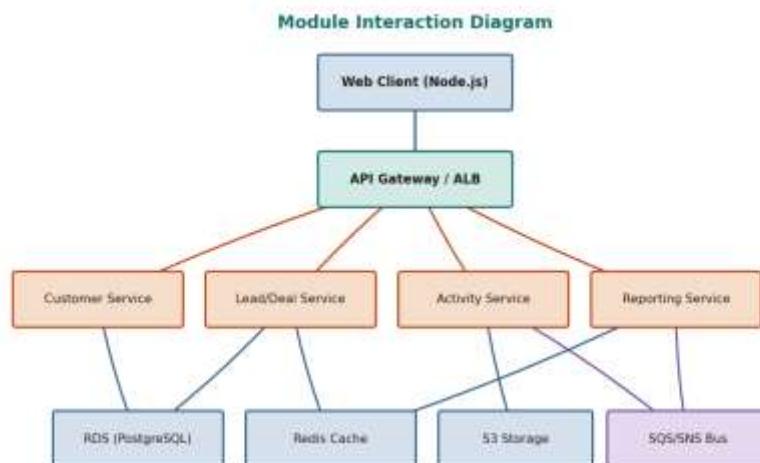 Module Interaction Diagram
Web Client (Node.js)
API Gateway / ALB
Customer Service
Lead/Deal Service
Activity Service
Reporting Service
RDS (PostgreSQL)
Redis Cache
S3 Storage
SQS/SNS Bus